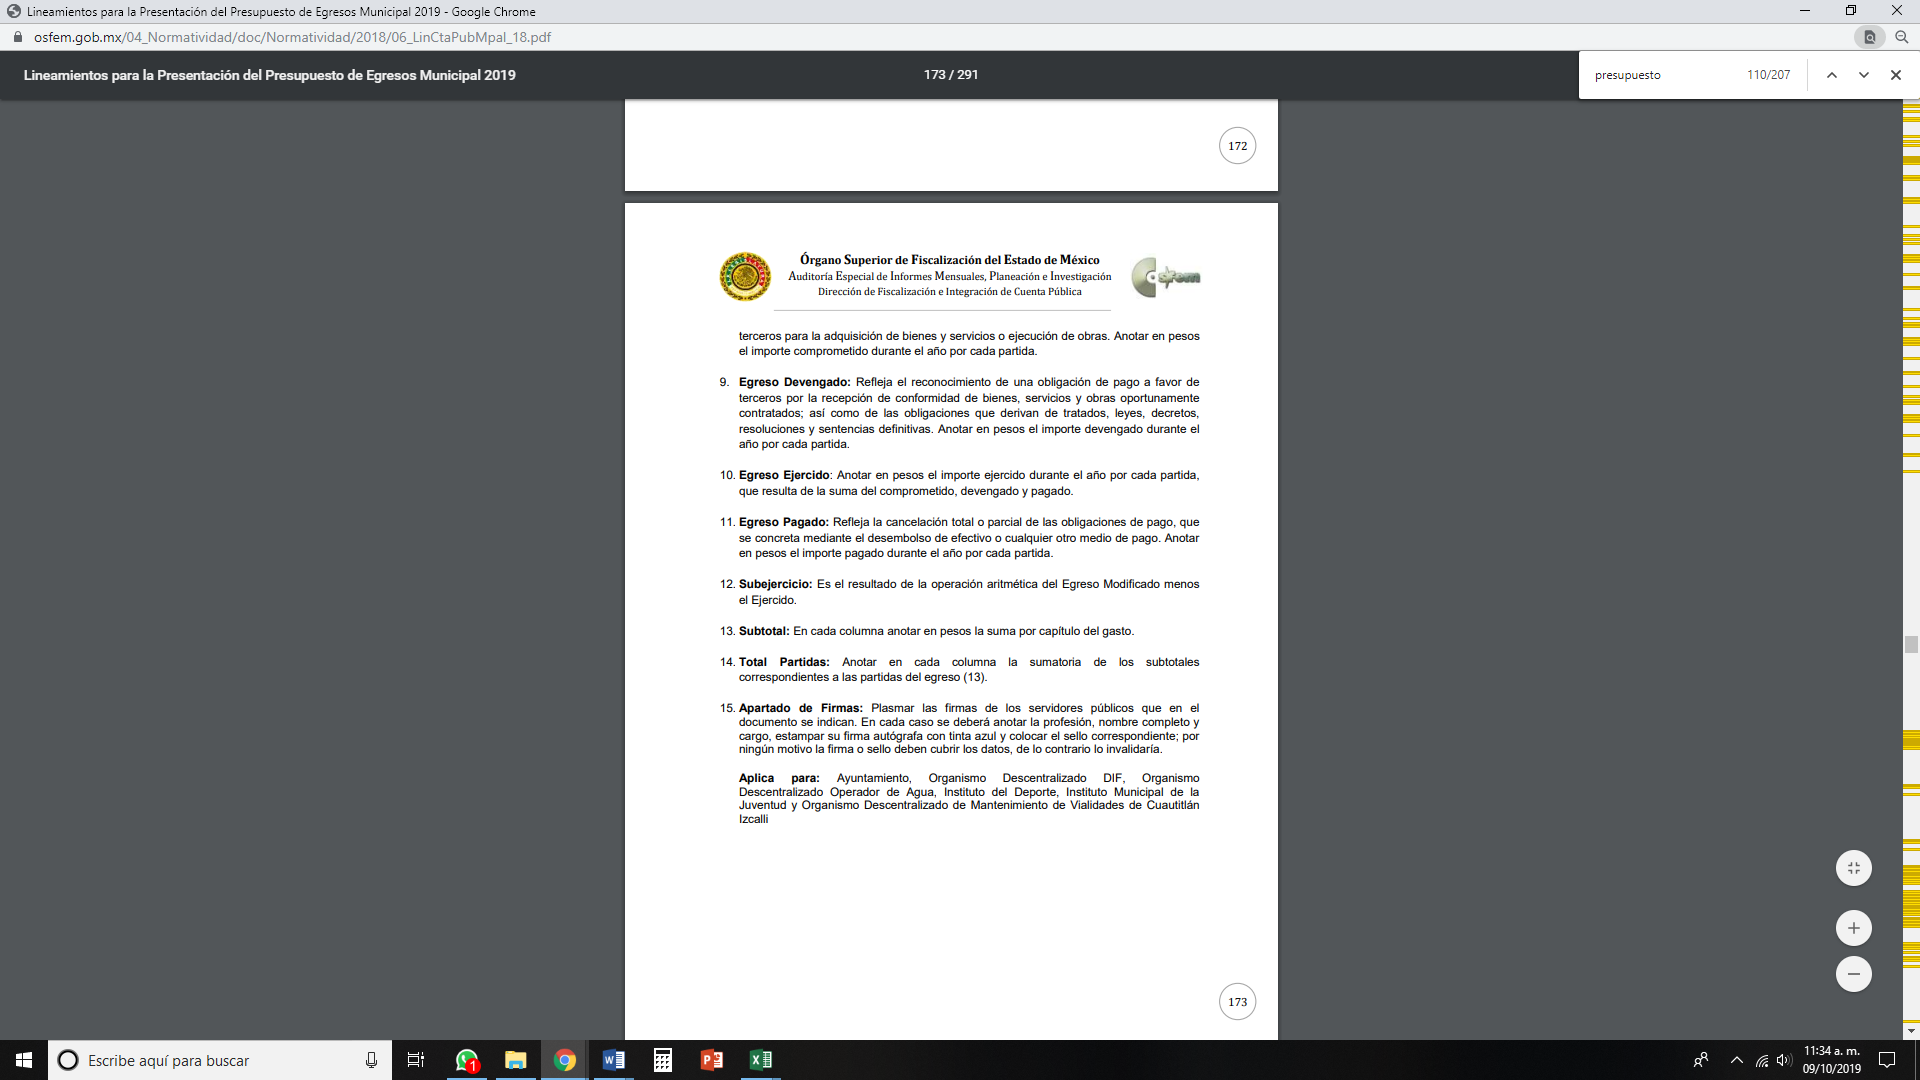 Lineamientos para la Presentación del Presupuesto de Egresos Municipal 2019 - Google Chrome
osfem.gob.mx/04_Normatividad/doc/Normatividad/2018/06_LinCtaPubMpal_18.pdf
Lineamientos para la Presentación del Presupuesto de Egresos Municipal 2019
173 / 291
presupuesto
110/207
172
Órgano Superior de Fiscalización del Estado de México
Auditoría Especial de Informes Mensuales, Planeación e Investigación
Dirección de Fiscalización e Integración de Cuenta Pública
osfem
terceros para la adquisición de bienes y servicios o ejecución de obras. Anotar en pesos
el importe comprometido durante el año por cada partida.
9. Egreso Devengado: Refleja el reconocimiento de una obligación de pago a favor de
terceros por la recepción de conformidad de bienes, servicios y obras oportunamente
contratados; así como de las obligaciones que derivan de tratados, leyes, decretos,
resoluciones y sentencias definitivas. Anotar en pesos el importe devengado durante el
año por cada partida.
10. Egreso Ejercido: Anotar en pesos el importe ejercido durante el año por cada partida,
que resulta de la suma del comprometido, devengado y pagado.
11. Egreso Pagado: Refleja la cancelación total o parcial de las obligaciones de pago, que
se concreta mediante el desembolso de efectivo o cualquier otro medio de pago. Anotar
en pesos el importe pagado durante el año por cada partida.
12. Subejercicio: Es el resultado de la operación aritmética del Egreso Modificado menos
el Ejercido.
13. Subtotal: En cada columna anotar en pesos la suma por capítulo del gasto.
14. Total Partidas: Anotar en cada columna la sumatoria de los subtotales
correspondientes a las partidas del egreso (13).
15. Apartado de Firmas: Plasmar las firmas de los servidores públicos que en el
documento se indican. En cada caso se deberá anotar la profesión, nombre completo y
cargo, estampar su firma autógrafa con tinta azul y colocar el sello correspondiente; por
ningún motivo la firma o sello deben cubrir los datos, de lo contrario lo invalidaría.
Aplica para: Ayuntamiento, Organismo Descentralizado DIF, Organismo
Descentralizado Operador de Agua, Instituto del Deporte, Instituto Municipal de la
Juventud y Organismo Descentralizado de Mantenimiento de Vialidades de Cuautitlán
Izcalli
173
Escribe aquí para buscar
1
11:34 a. m.
09/10/2019